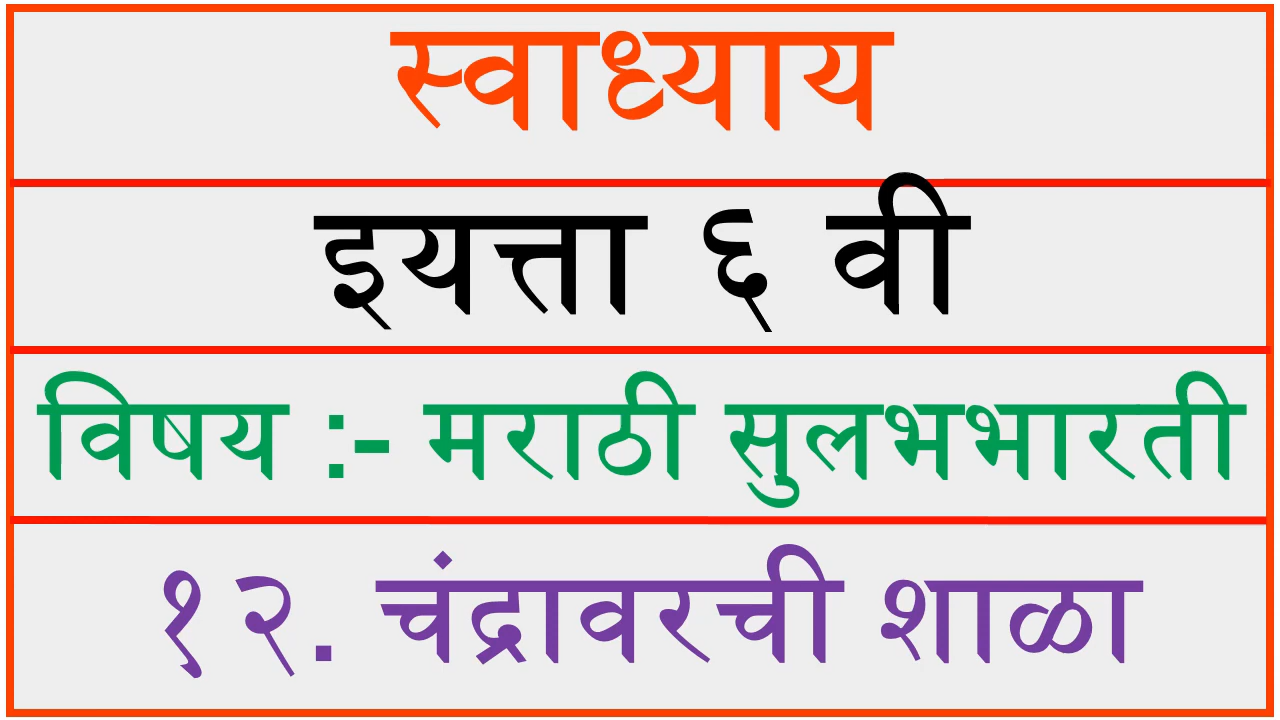 स्वाध्याय
इयत्ता ६ वी
विषय :- मराठी सुलभभारती
१२. चंद्रावरची शाळा